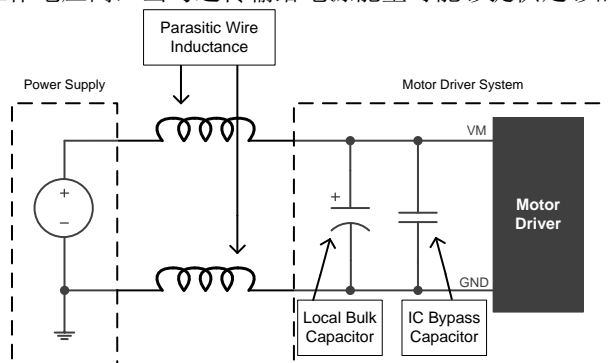 Parasitic Wire
Inductance
Power Supply
Motor Driver System
VM
+
–
+
Motor
Driver
GND
Local Bulk
Capacitor
IC Bypass
Capacitor